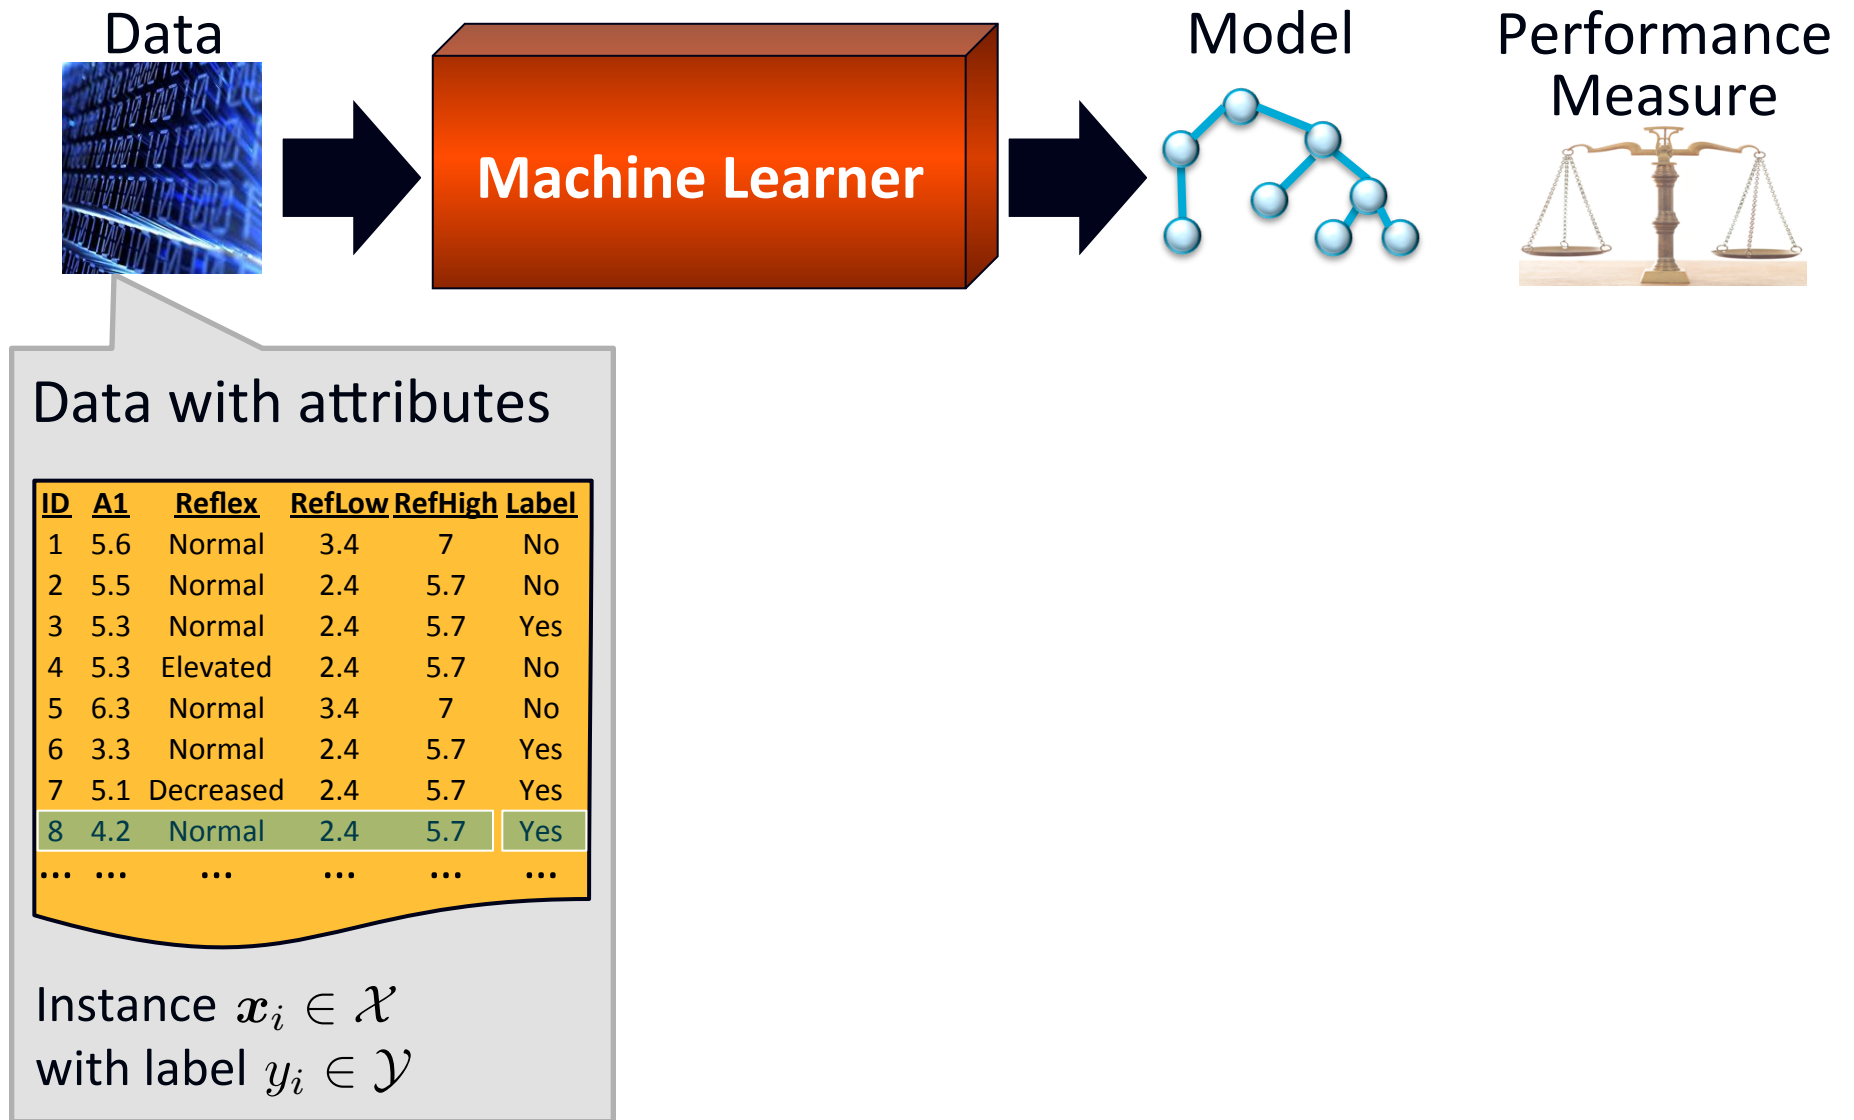 Data
Machine Learner
Model
Performance
Measure
Data with attributes
ID A1 Reflex RefLow RefHigh Label
1 5.6 Normal 3.4 7 No
2 5.5 Normal 2.4 5.7 No
3 5.3 Normal 2.4 5.7 Yes
4 5.3 Elevated 2.4 5.7 No
5 6.3 Normal 3.4 7 No
6 3.3 Normal 2.4 5.7 Yes
7 5.1 Decreased 2.4 5.7 Yes
8 4.2 Normal 2.4 5.7 Yes
... ... ... ... ... ...
Instance 𝒙ᵢ ∈ 𝒳
with label yᵢ ∈ 𝒴